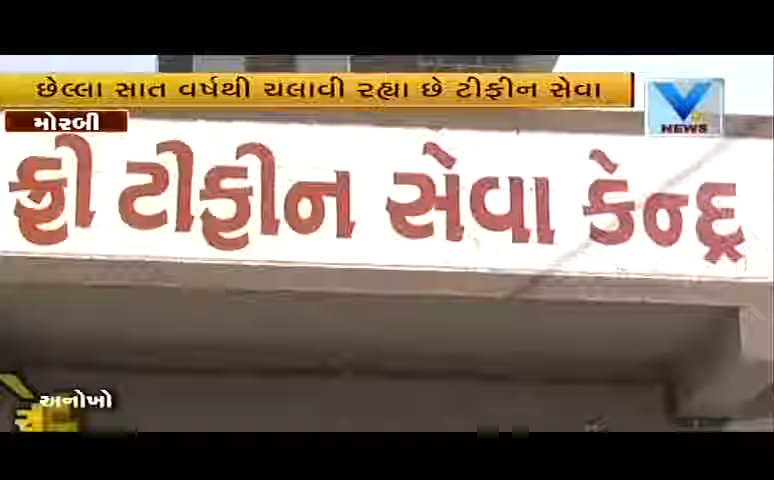 છેલ્લા સાત વર્ષથી ચલાવી રહ્યા છે ટીફીન સેવા
NEWS
મોરબી
ફ્રી ટીફીન સેવા કેન્દ્ર
અનોખો